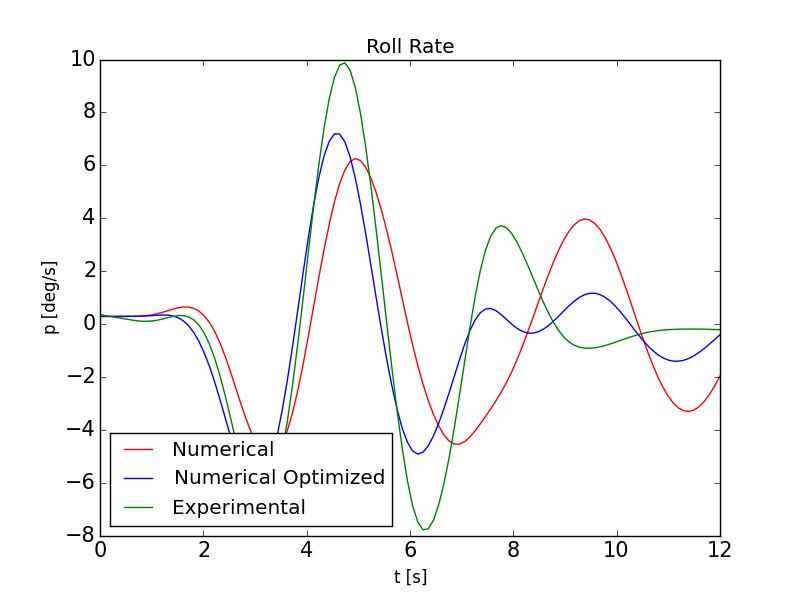 Roll Rate
10
8
6
4
2
0
−2
−4
−6
−8
p [deg/s]
Numerical
Numerical Optimized
Experimental
0 2 4 6 8 10 12
t [s]